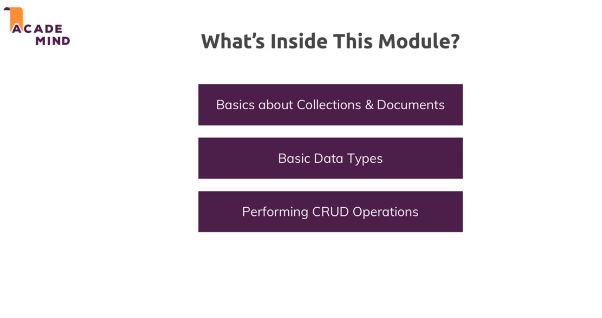 ACADE
MIND
What's Inside This Module?
Basics about Collections & Documents
Basic Data Types
Performing CRUD Operations